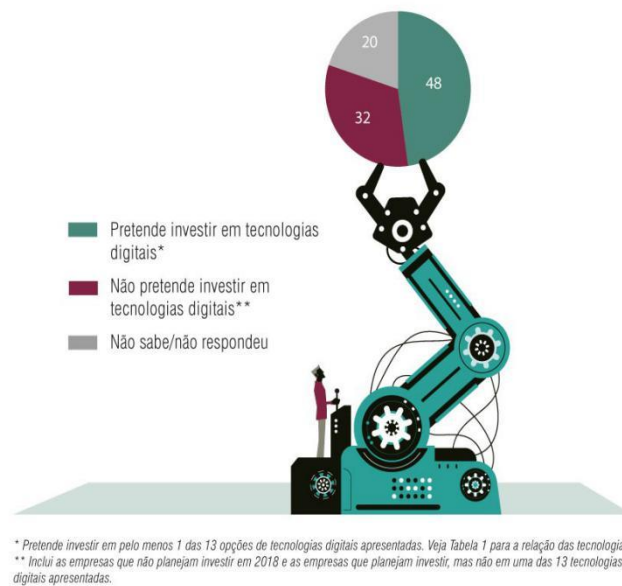 20
48
32
Pretende investir em tecnologias
digitais*
Não pretende investir em
tecnologias digitais**
Não sabe/não respondeu
* Pretende investir em pelo menos 1 das 13 opções de tecnologias digitais apresentadas. Veja Tabela 1 para a relação das tecnologia
** Inclui as empresas que não planejam investir em 2018 e as empresas que planejam investir, mas não em uma das 13 tecnologias
digitais apresentadas.